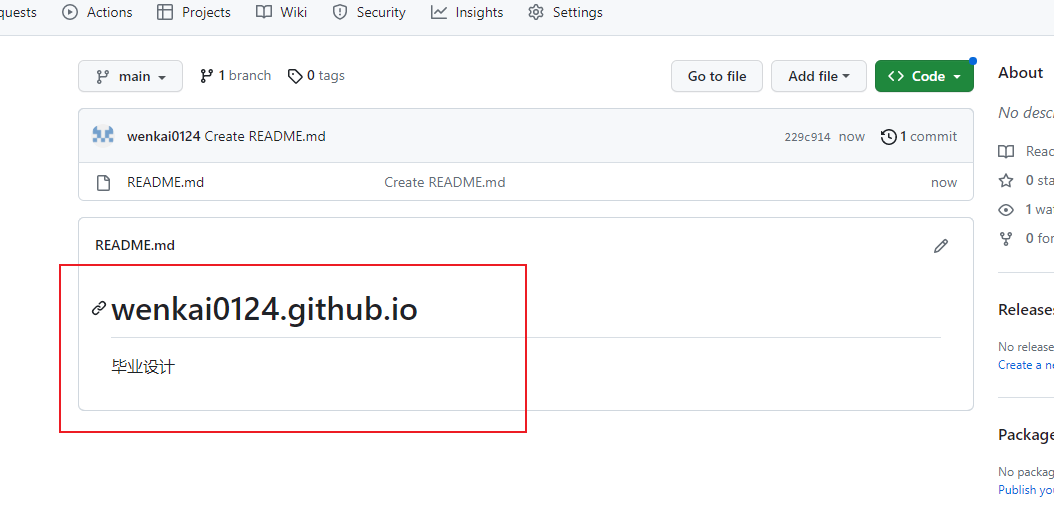 quests Actions Projects Wiki Security Insights Settings
main 1 branch 0 tags Go to file Add file Code
wenkai0124 Create README.md 229c914 now 1 commit
README.md Create README.md now
README.md
wenkai0124.github.io
毕业设计
About
No desc
Read
0 sta
1 wat
0 for
Releases
No release
Create a ne
Package
No packag
Publish yo